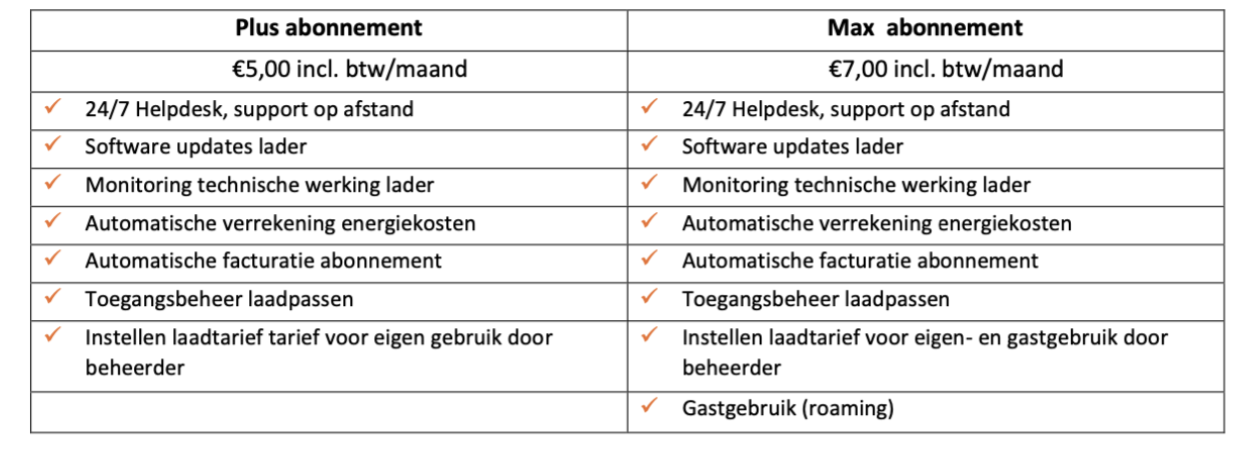 Plus abonnement
Max abonnement
€5,00 incl. btw/maand
€7,00 incl. btw/maand
✓ 24/7 Helpdesk, support op afstand
✓ 24/7 Helpdesk, support op afstand
✓ Software updates lader
✓ Software updates lader
✓ Monitoring technische werking lader
✓ Monitoring technische werking lader
✓ Automatische verrekening energiekosten
✓ Automatische verrekening energiekosten
✓ Automatische facturatie abonnement
✓ Automatische facturatie abonnement
✓ Toegangsbeheer laadpassen
✓ Toegangsbeheer laadpassen
✓ Instellen laadtarief tarief voor eigen gebruik door
beheerder
✓ Instellen laadtarief voor eigen- en gastgebruik door
beheerder
✓ Gastgebruik (roaming)